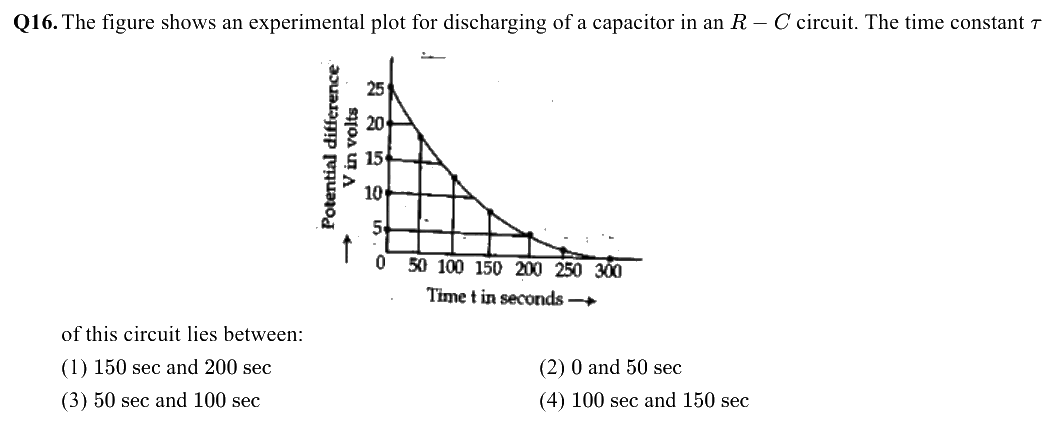 Q16. The figure shows an experimental plot for discharging of a capacitor in an R − C circuit. The time constant τ
Potential difference
V in volts
25
20
15
10
5
0 50 100 150 200 250 300
Time t in seconds →
of this circuit lies between:
(1) 150 sec and 200 sec
(2) 0 and 50 sec
(3) 50 sec and 100 sec
(4) 100 sec and 150 sec